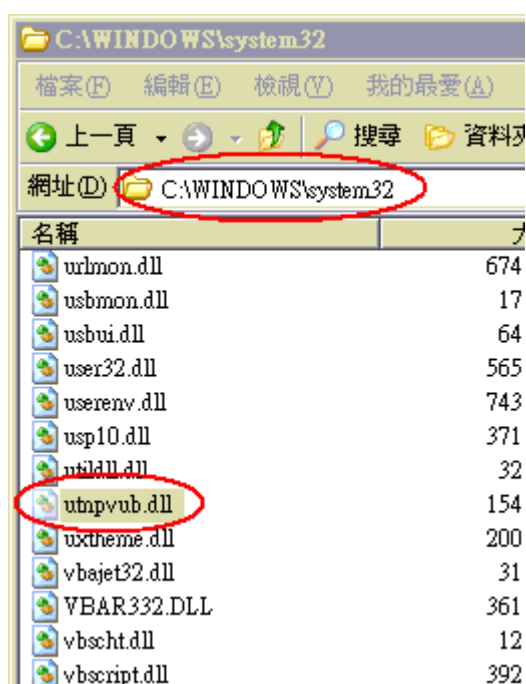 C:\WINDOWS\system32
檔案(F) 編輯(E) 檢視(V) 我的最愛(A)
上一頁 搜尋 資料夾
網址(D) C:\WINDOWS\system32
名稱
urlmon.dll 674
usbmon.dll 17
usbui.dll 64
user32.dll 565
userenv.dll 743
usp10.dll 371
utildll.dll 32
utnpvub.dll 154
uxtheme.dll 200
vbajet32.dll 31
VBAR332.DLL 361
vbscht.dll 12
vbscript.dll 392